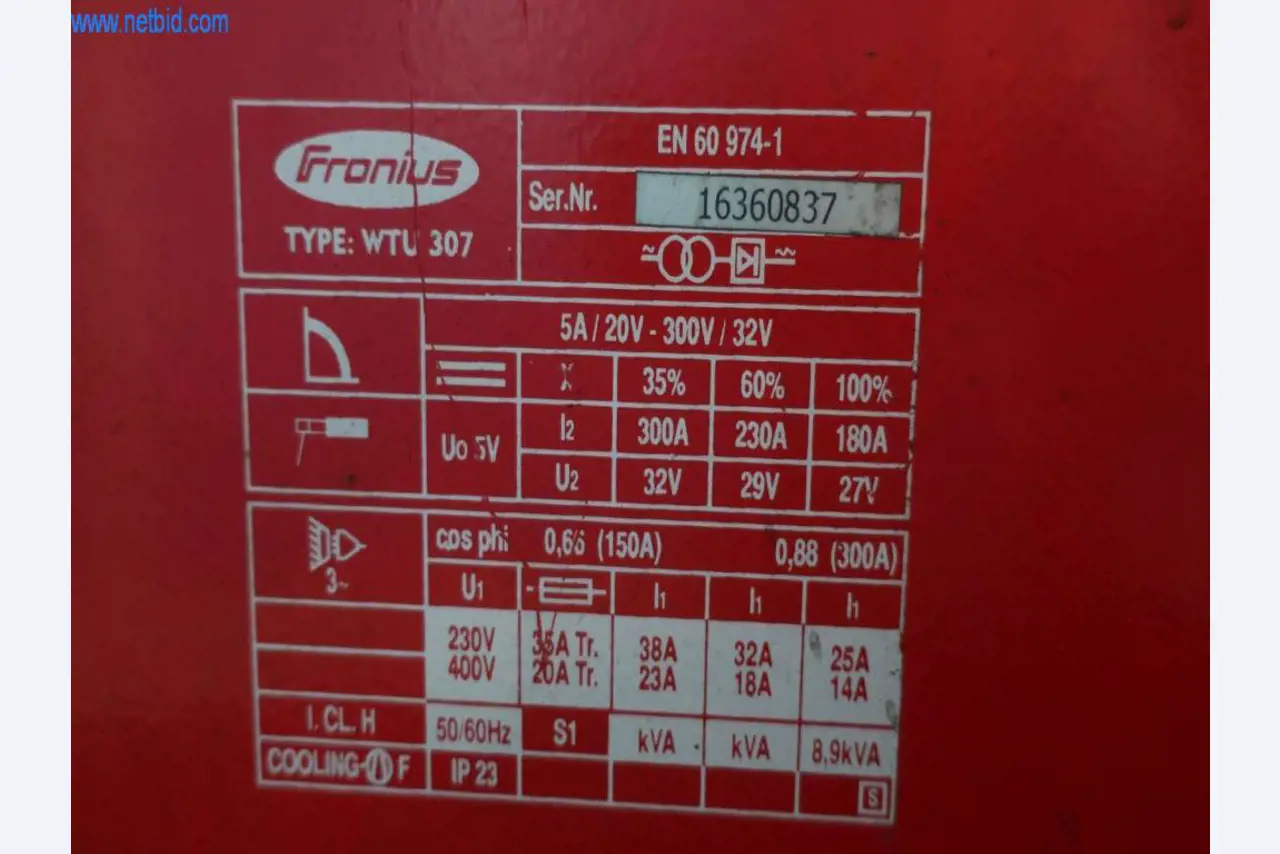 www.netbid.com
Fronius
TYPE: WTU 307
EN 60 974-1
Ser.Nr. 16360837
5A / 20V - 300V / 32V
X 35% 60% 100%
Uo 5V
I2 300A 230A 180A
U2 32V 29V 27V
3~
cos phi 0,66 (150A) 0,88 (300A)
U1 I1 I1 I1
230V 35A Tr. 38A 32A 25A
400V 20A Tr. 23A 18A 14A
I. CL. H 50/60Hz S1 kVA kVA 8,9kVA
COOLING- F IP 23
S